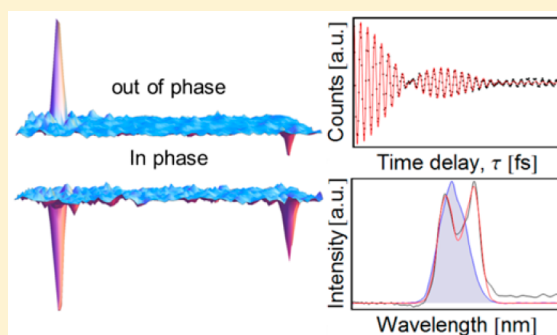 out of phase
In phase
Counts [a.u.]
Time delay, τ [fs]
Intensity [a.u.]
Wavelength [nm]